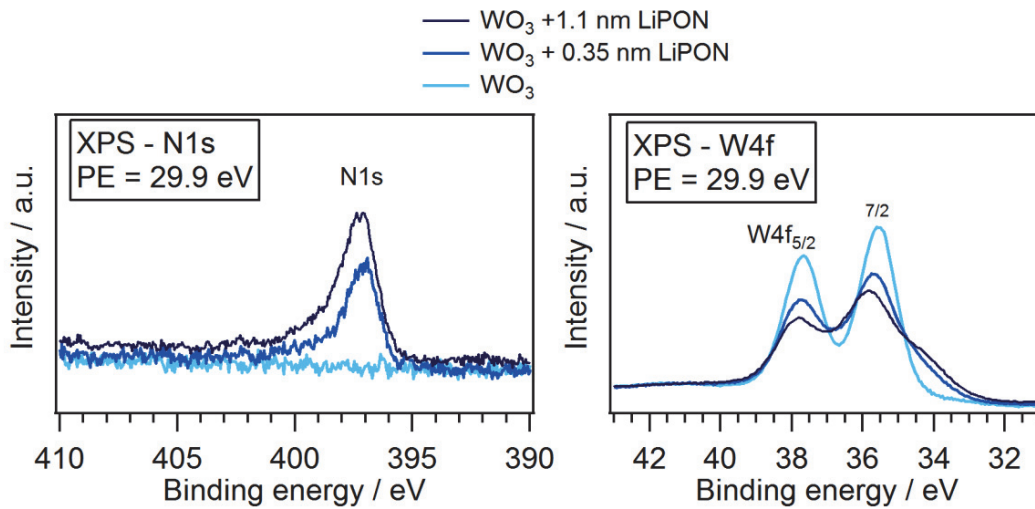 WO₃ +1.1 nm LiPON
WO₃ + 0.35 nm LiPON
WO₃
XPS - N1s
PE = 29.9 eV
N1s
Intensity / a.u.
410 405 400 395 390
Binding energy / eV
XPS - W4f
PE = 29.9 eV
W4f₅/₂
7/2
Intensity / a.u.
42 40 38 36 34 32
Binding energy / eV